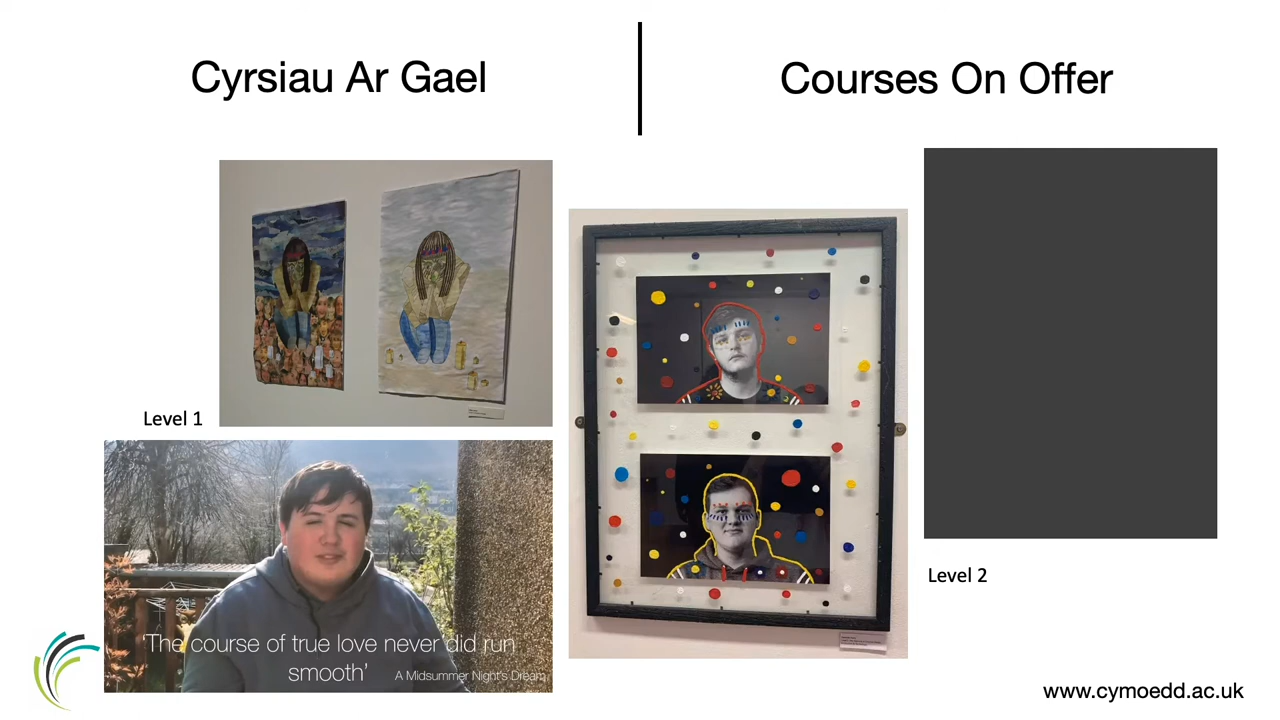 Cyrsiau Ar Gael
Courses On Offer
Level 1
'The course of true love never did run
smooth'
A Midsummer Night's Dream
Level 2
www.cymoedd.ac.uk